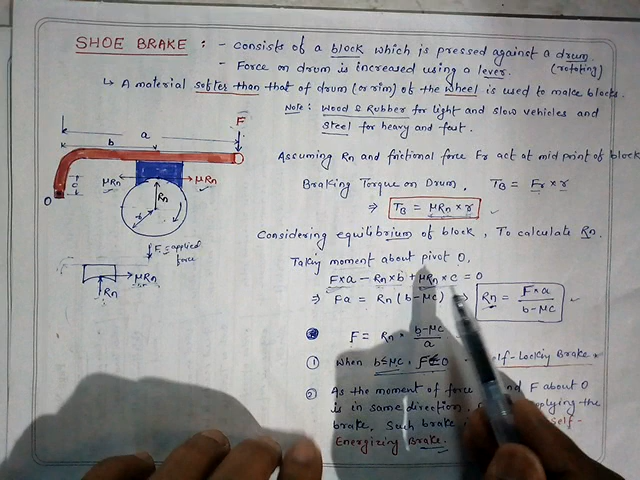 SHOE BRAKE : - Consists of a block which is pressed against a drum.
- Force on drum is increased using a lever. (rotating)
↳ A material softer than that of drum (or rim) of the wheel is used to make blocks.
Note: Wood & Rubber for light and slow vehicles and
Steel for heavy and fast.
a
b
F
c
O
μRn
μRn
Rn
r
Assuming Rn and frictional force Fr act at mid print of block
Braking Torque on Drum, TB = Fr × r
⇒ TB = μRn × r
Considering equilibrium of block, To calculate Rn.
Taking moment about pivot O,
F×a - Rn×b + μRn×c = 0
⇒ Fa = Rn (b-μc) ⇒ Rn = F×a / b-μc
F is applied
force
μRn
Rn
F = Rn . b-μc / a
① When b≤μc, F≤0 Self-Locking Brake
② As the moment of force and F about O
is in same direction, applying the
brake. Such brake self-
Energizing Brake.